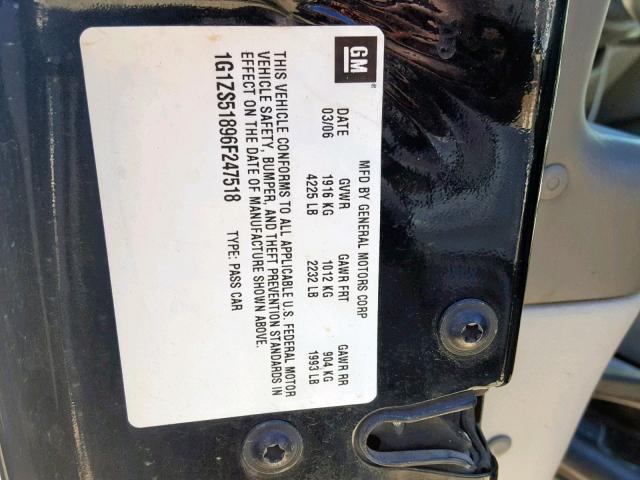 GM
MFD BY GENERAL MOTORS CORP
DATE GVWR GAWR FRT GAWR RR
03/06 1916 KG 1012 KG 904 KG
4225 LB 2232 LB 1993 LB
THIS VEHICLE CONFORMS TO ALL APPLICABLE U.S. FEDERAL MOTOR
VEHICLE SAFETY, BUMPER, AND THEFT PREVENTION STANDARDS IN
EFFECT ON THE DATE OF MANUFACTURE SHOWN ABOVE.
1G1ZS51896F247518 TYPE: PASS CAR